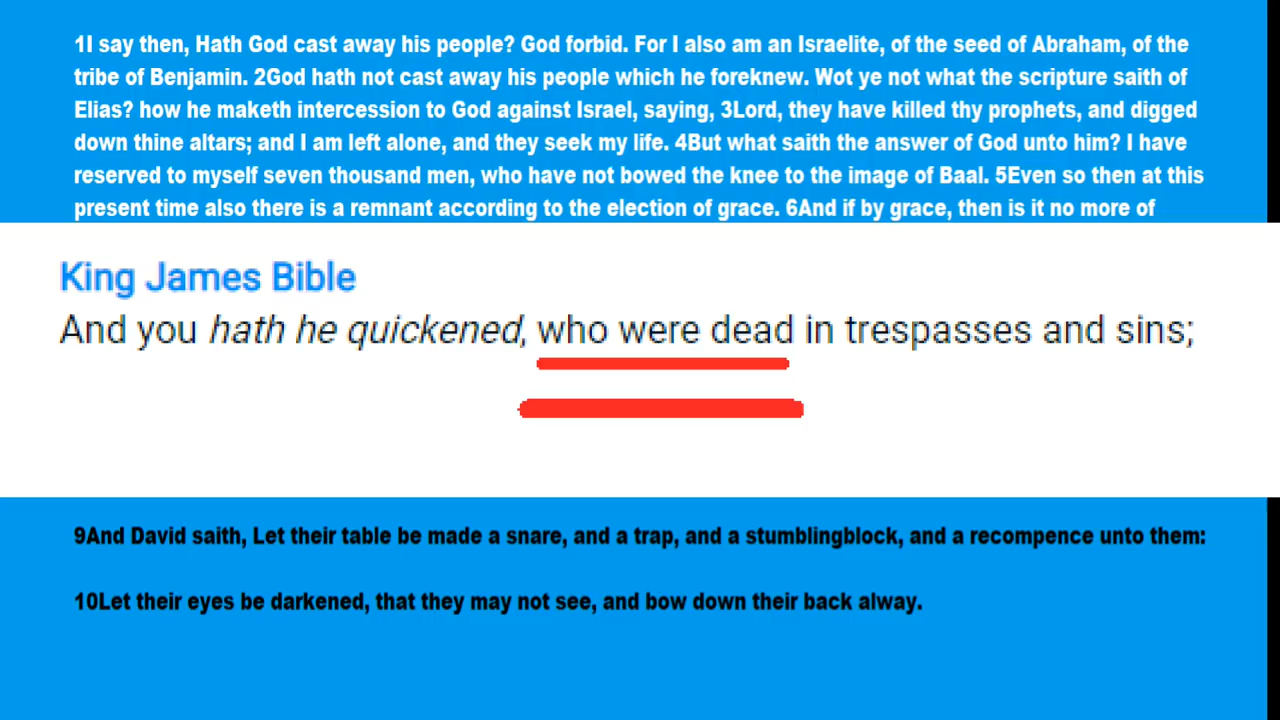 1I say then, Hath God cast away his people? God forbid. For I also am an Israelite, of the seed of Abraham, of the
tribe of Benjamin. 2God hath not cast away his people which he foreknew. Wot ye not what the scripture saith of
Elias? how he maketh intercession to God against Israel, saying, 3Lord, they have killed thy prophets, and digged
down thine altars; and I am left alone, and they seek my life. 4But what saith the answer of God unto him? I have
reserved to myself seven thousand men, who have not bowed the knee to the image of Baal. 5Even so then at this
present time also there is a remnant according to the election of grace. 6And if by grace, then is it no more of
King James Bible
And you hath he quickened, who were dead in trespasses and sins;
9And David saith, Let their table be made a snare, and a trap, and a stumblingblock, and a recompence unto them:
10Let their eyes be darkened, that they may not see, and bow down their back alway.